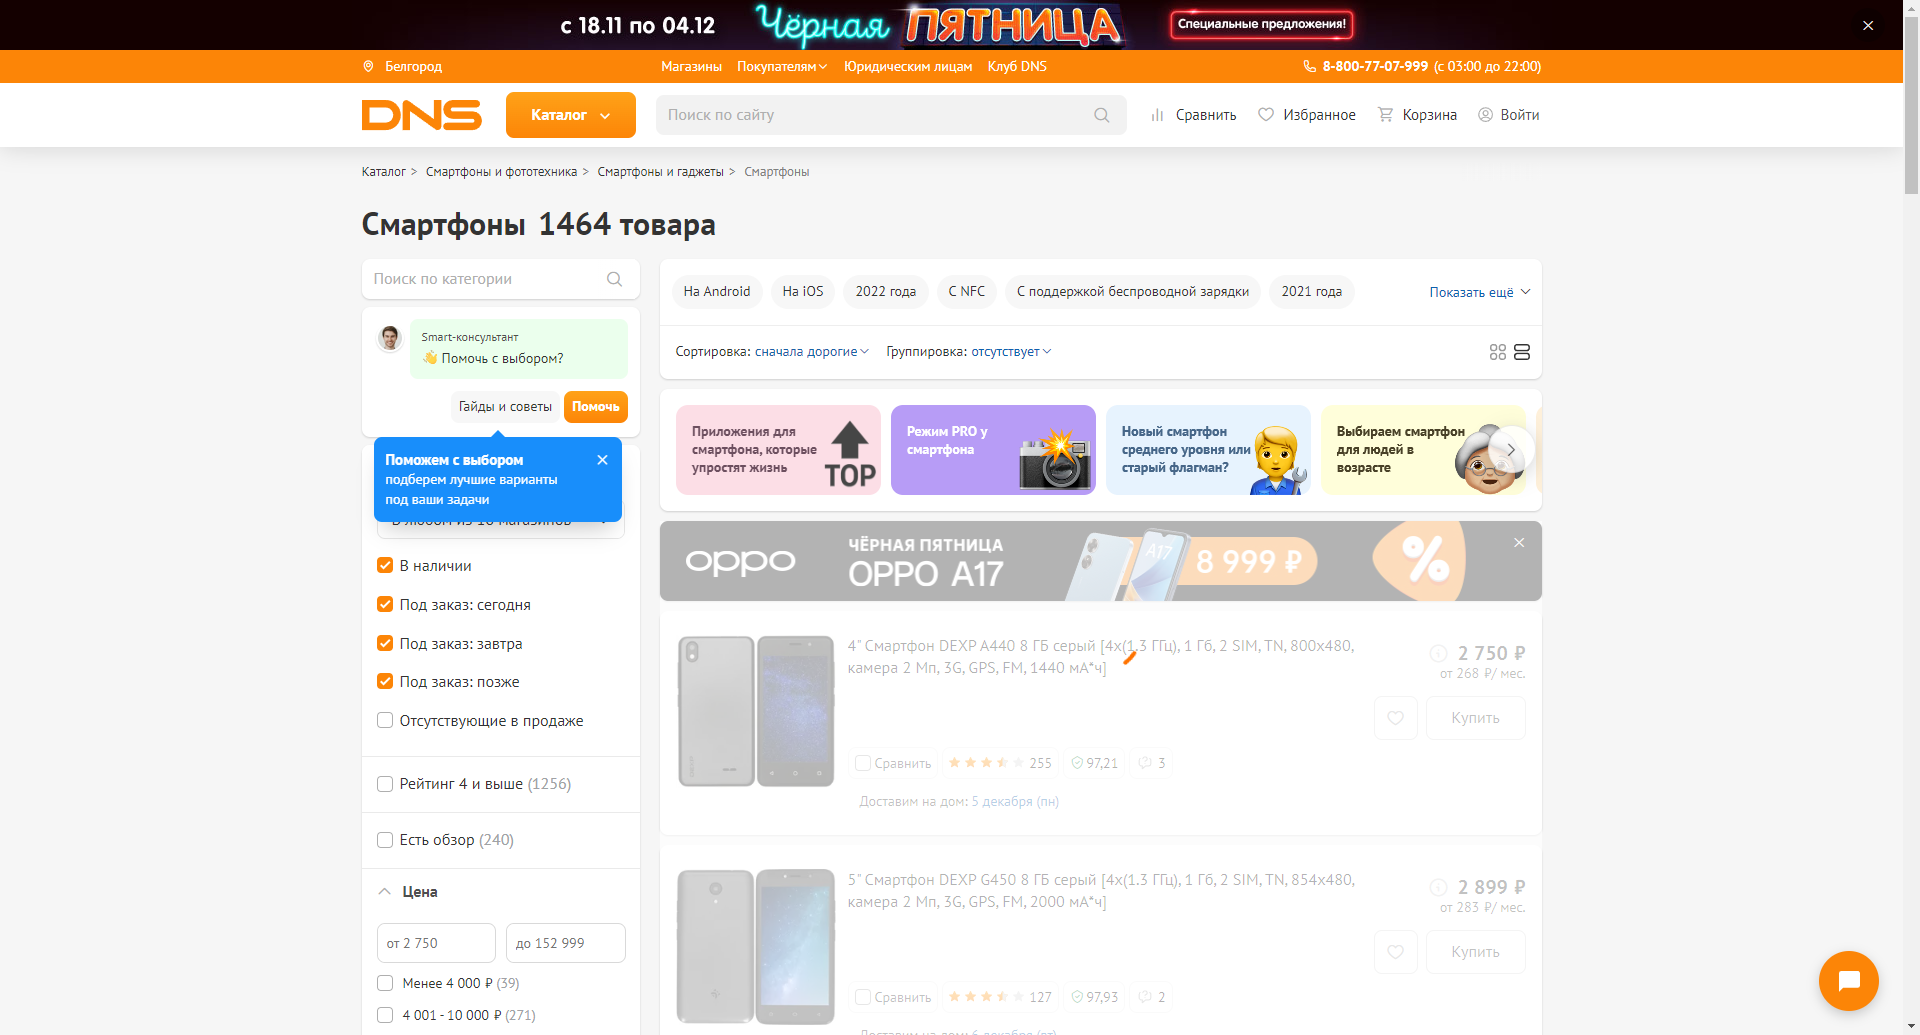 с 18.11 по 04.12
Чёрная ПЯТНИЦА
Специальные предложения!
Белгород
Магазины
Покупателям
Юридическим лицам
Клуб DNS
8-800-77-07-999 (с 03:00 до 22:00)
DNS
Каталог
Поиск по сайту
Сравнить
Избранное
Корзина
Войти
Каталог > Смартфоны и фототехника > Смартфоны и гаджеты > Смартфоны
Смартфоны 1464 товара
Поиск по категории
Smart-консультант
Помочь с выбором?
Гайды и советы
Помочь
Поможем с выбором
подберем лучшие варианты
под ваши задачи
В наличии
Под заказ: сегодня
Под заказ: завтра
Под заказ: позже
Отсутствующие в продаже
Рейтинг 4 и выше (1256)
Есть обзор (240)
Цена
от 2 750
до 152 999
Менее 4 000 ₽ (39)
4 001 - 10 000 ₽ (271)
На Android
На iOS
2022 года
С NFC
С поддержкой беспроводной зарядки
2021 года
Показать ещё
Сортировка: сначала дорогие
Группировка: отсутствует
Приложения для
смартфона, которые
упростят жизнь
TOP
Режим PRO у
смартфона
Новый смартфон
среднего уровня или
старый флагман?
Выбираем смартфон
для людей в
возрасте
oppo
ЧЁРНАЯ ПЯТНИЦА
OPPO A17
A17
8 999 ₽
%
4" Смартфон DEXP A440 8 ГБ серый [4x(1.3 ГГц), 1 Гб, 2 SIM, TN, 800x480,
камера 2 Мп, 3G, GPS, FM, 1440 мА*ч]
2 750 ₽
от 268 ₽/ мес.
Купить
Сравнить
255
97,21
3
Доставим на дом: 5 декабря (пн)
5" Смартфон DEXP G450 8 ГБ серый [4x(1.3 ГГц), 1 Гб, 2 SIM, TN, 854x480,
камера 2 Мп, 3G, GPS, FM, 2000 мА*ч]
2 899 ₽
от 283 ₽/ мес.
Купить
Сравнить
127
97,93
2